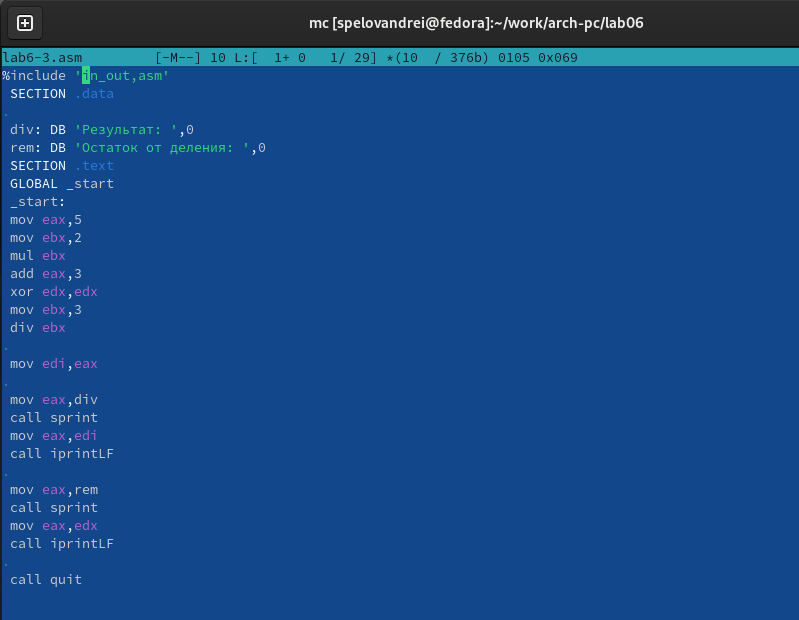 mc [spelovandrei@fedora]:~/work/arch-pc/lab06
lab6-3.asm [-M--] 10 L:[ 1+ 0 1/ 29] *(10 / 376b) 0105 0x069
%include 'in_out,asm'
SECTION .data
.
div: DB 'Результат: ',0
rem: DB 'Остаток от деления: ',0
SECTION .text
GLOBAL _start
_start:
mov eax,5
mov ebx,2
mul ebx
add eax,3
xor edx,edx
mov ebx,3
div ebx
.
mov edi,eax
.
mov eax,div
call sprint
mov eax,edi
call iprintLF
.
mov eax,rem
call sprint
mov eax,edx
call iprintLF
.
call quit